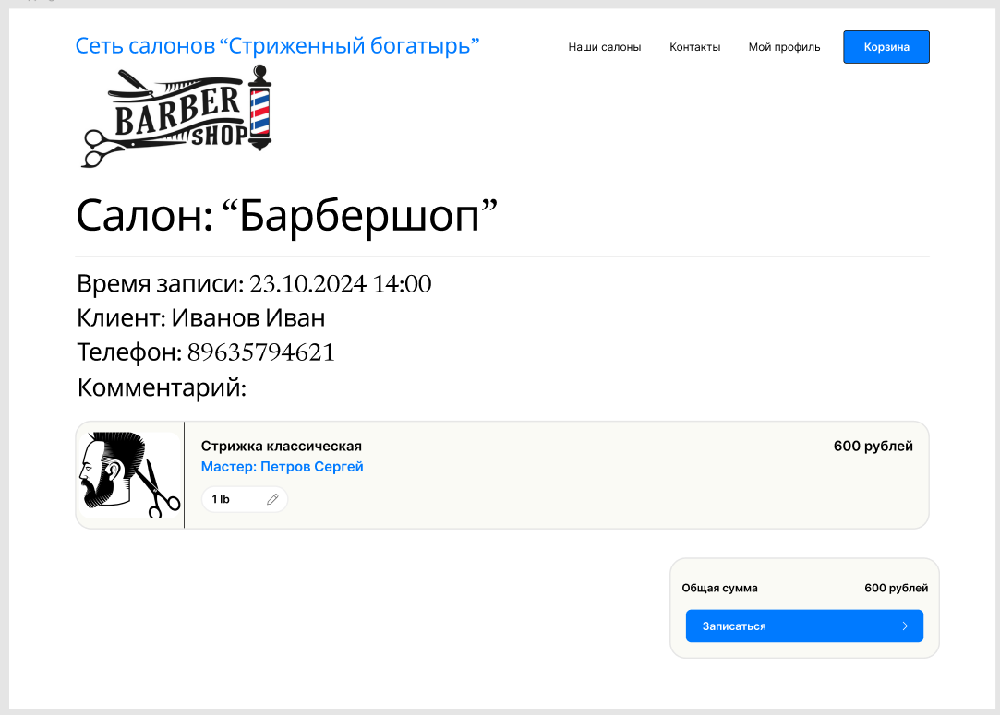 Сеть салонов “Стриженный богатырь”
Наши салоны
Контакты
Мой профиль
Корзина
BARBER
SHOP
Салон: “Барбершоп”
Время записи: 23.10.2024 14:00
Клиент: Иванов Иван
Телефон: 89635794621
Комментарий:
Стрижка классическая
600 рублей
Мастер: Петров Сергей
1 lb
Общая сумма
600 рублей
Записаться